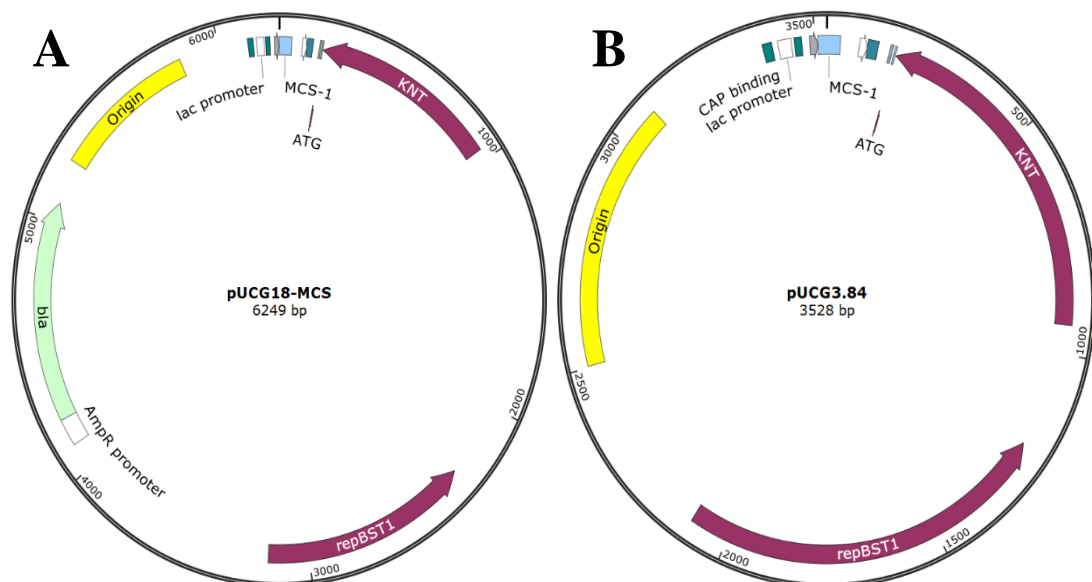 A
6000
lac promoter
MCS-1
ATG
KNT
1000
Origin
5000
bla
AmpR promoter
4000
pUCG18-MCS
6249 bp
2000
repBST1
3000
B
3500
CAP binding
lac promoter
MCS-1
ATG
500
KNT
3000
Origin
pUCG3.84
3528 bp
2500
1000
2000
repBST1
1500